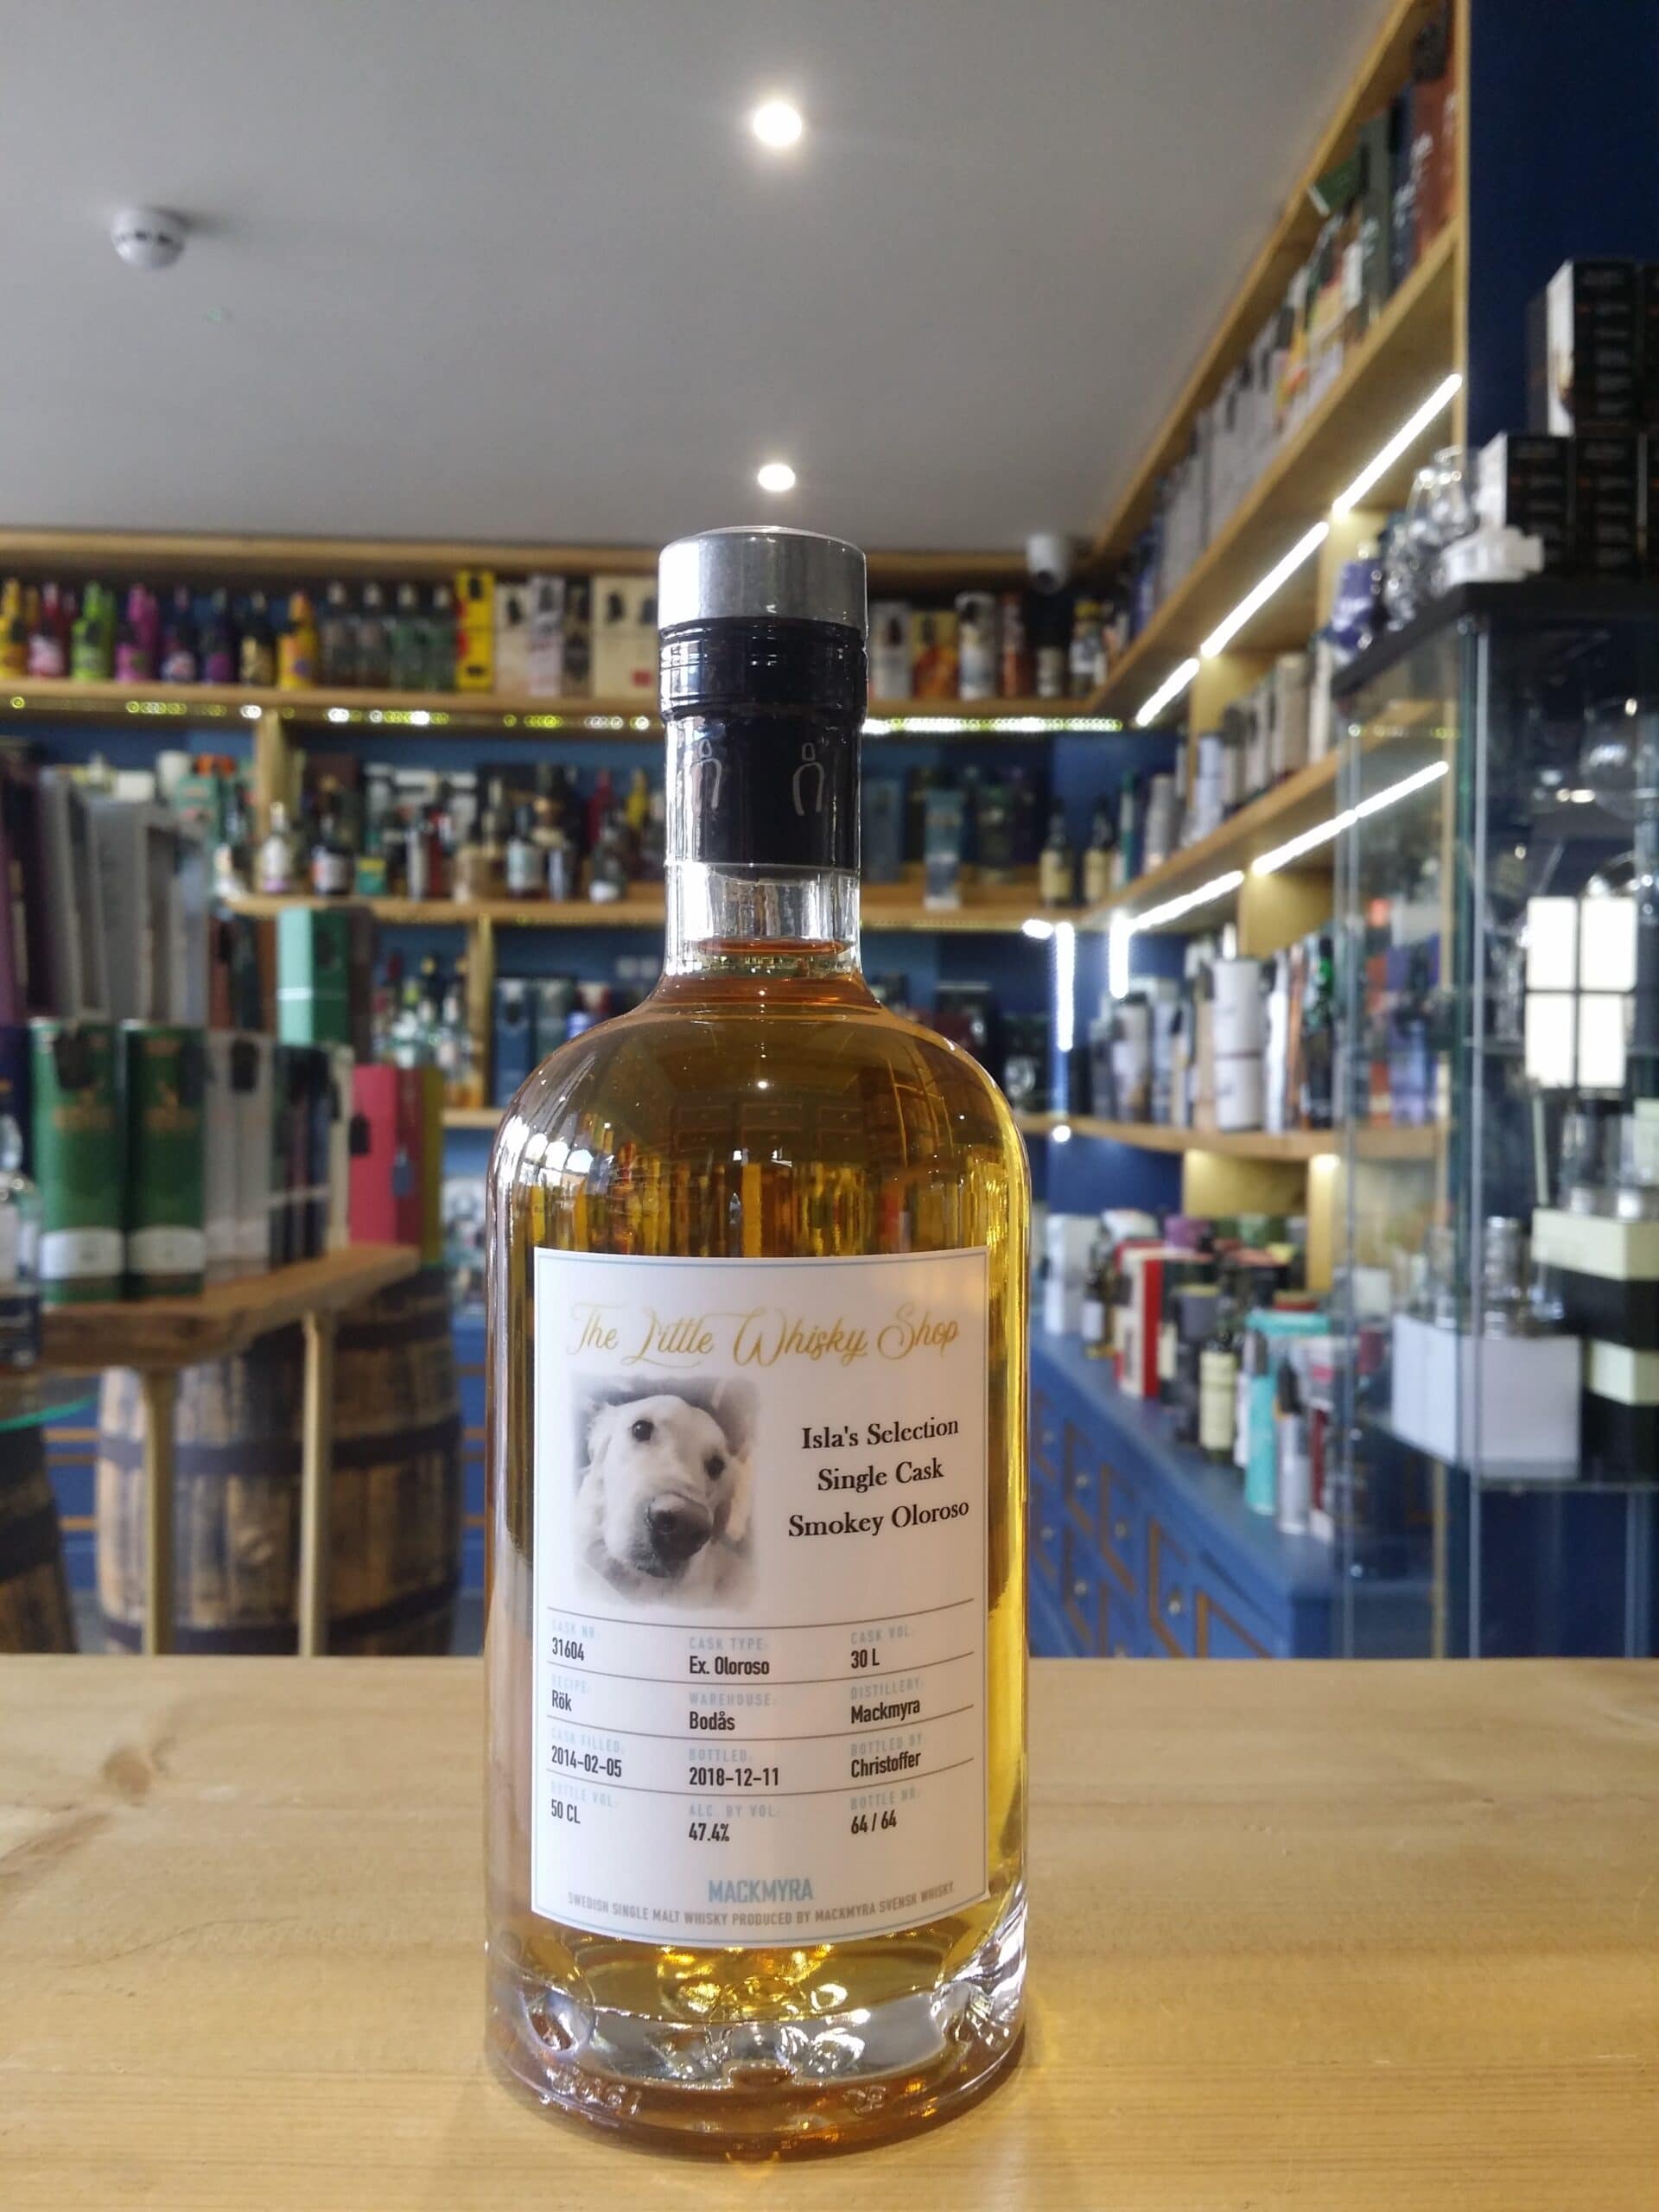 The Little Whisky Shop
Isla's Selection
Single Cask
Smokey Oloroso
CASK NR: CASK TYPE: CASK VOL:
31604 Ex. Oloroso 30 L
RECIPE: WAREHOUSE: DISTILLERY:
Rök Bodås Mackmyra
CASK FILLED: BOTTLED: BOTTLED BY:
2014-02-05 2018-12-11 Christoffer
BOTTLE VOL: ALC. BY VOL: BOTTLE NR:
50 CL 47.4% 64 / 64
MACKMYRA
SWEDISH SINGLE MALT WHISKY PRODUCED BY MACKMYRA SVENSK WHISKY